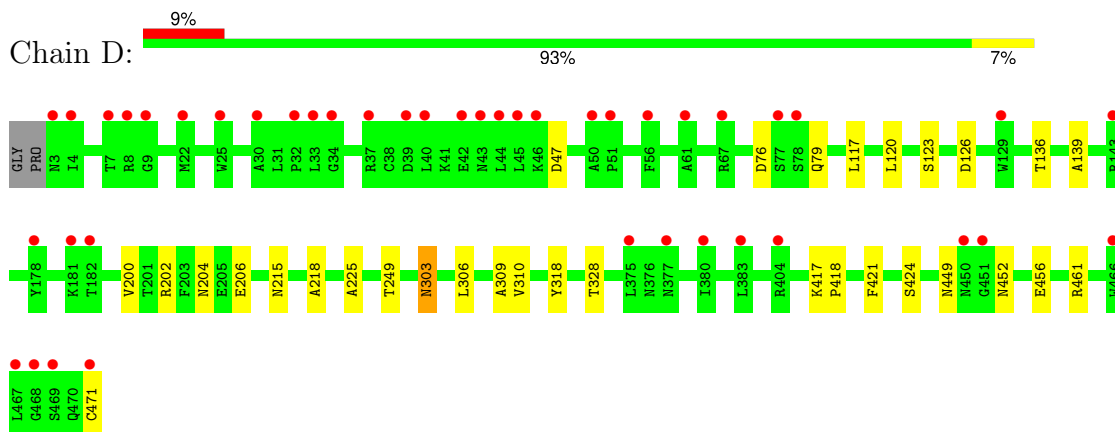 9%
Chain D:
93% 7%
GLY PRO N3 I4 T7 R8 G9 M22 W25 A30 L31 P32 L33 G34 R37 C38 D39 L40 K41 E42 N43 L44 L45 K46 D47 A50 P51 F56 A61 R67 D76 S77 S78 Q79 L117 L120 S123 D126 W129 T136 A139 R143
Y178 K181 T182 V200 T201 R202 F203 N204 E205 E206 N215 A218 A225 T249 N303 L306 A309 V310 Y318 T328 L375 N376 N377 I380 L383 R404 K417 P418 F421 S424 N449 N450 G451 N452 E456 R461 W466
L467 G468 S469 Q470 C471